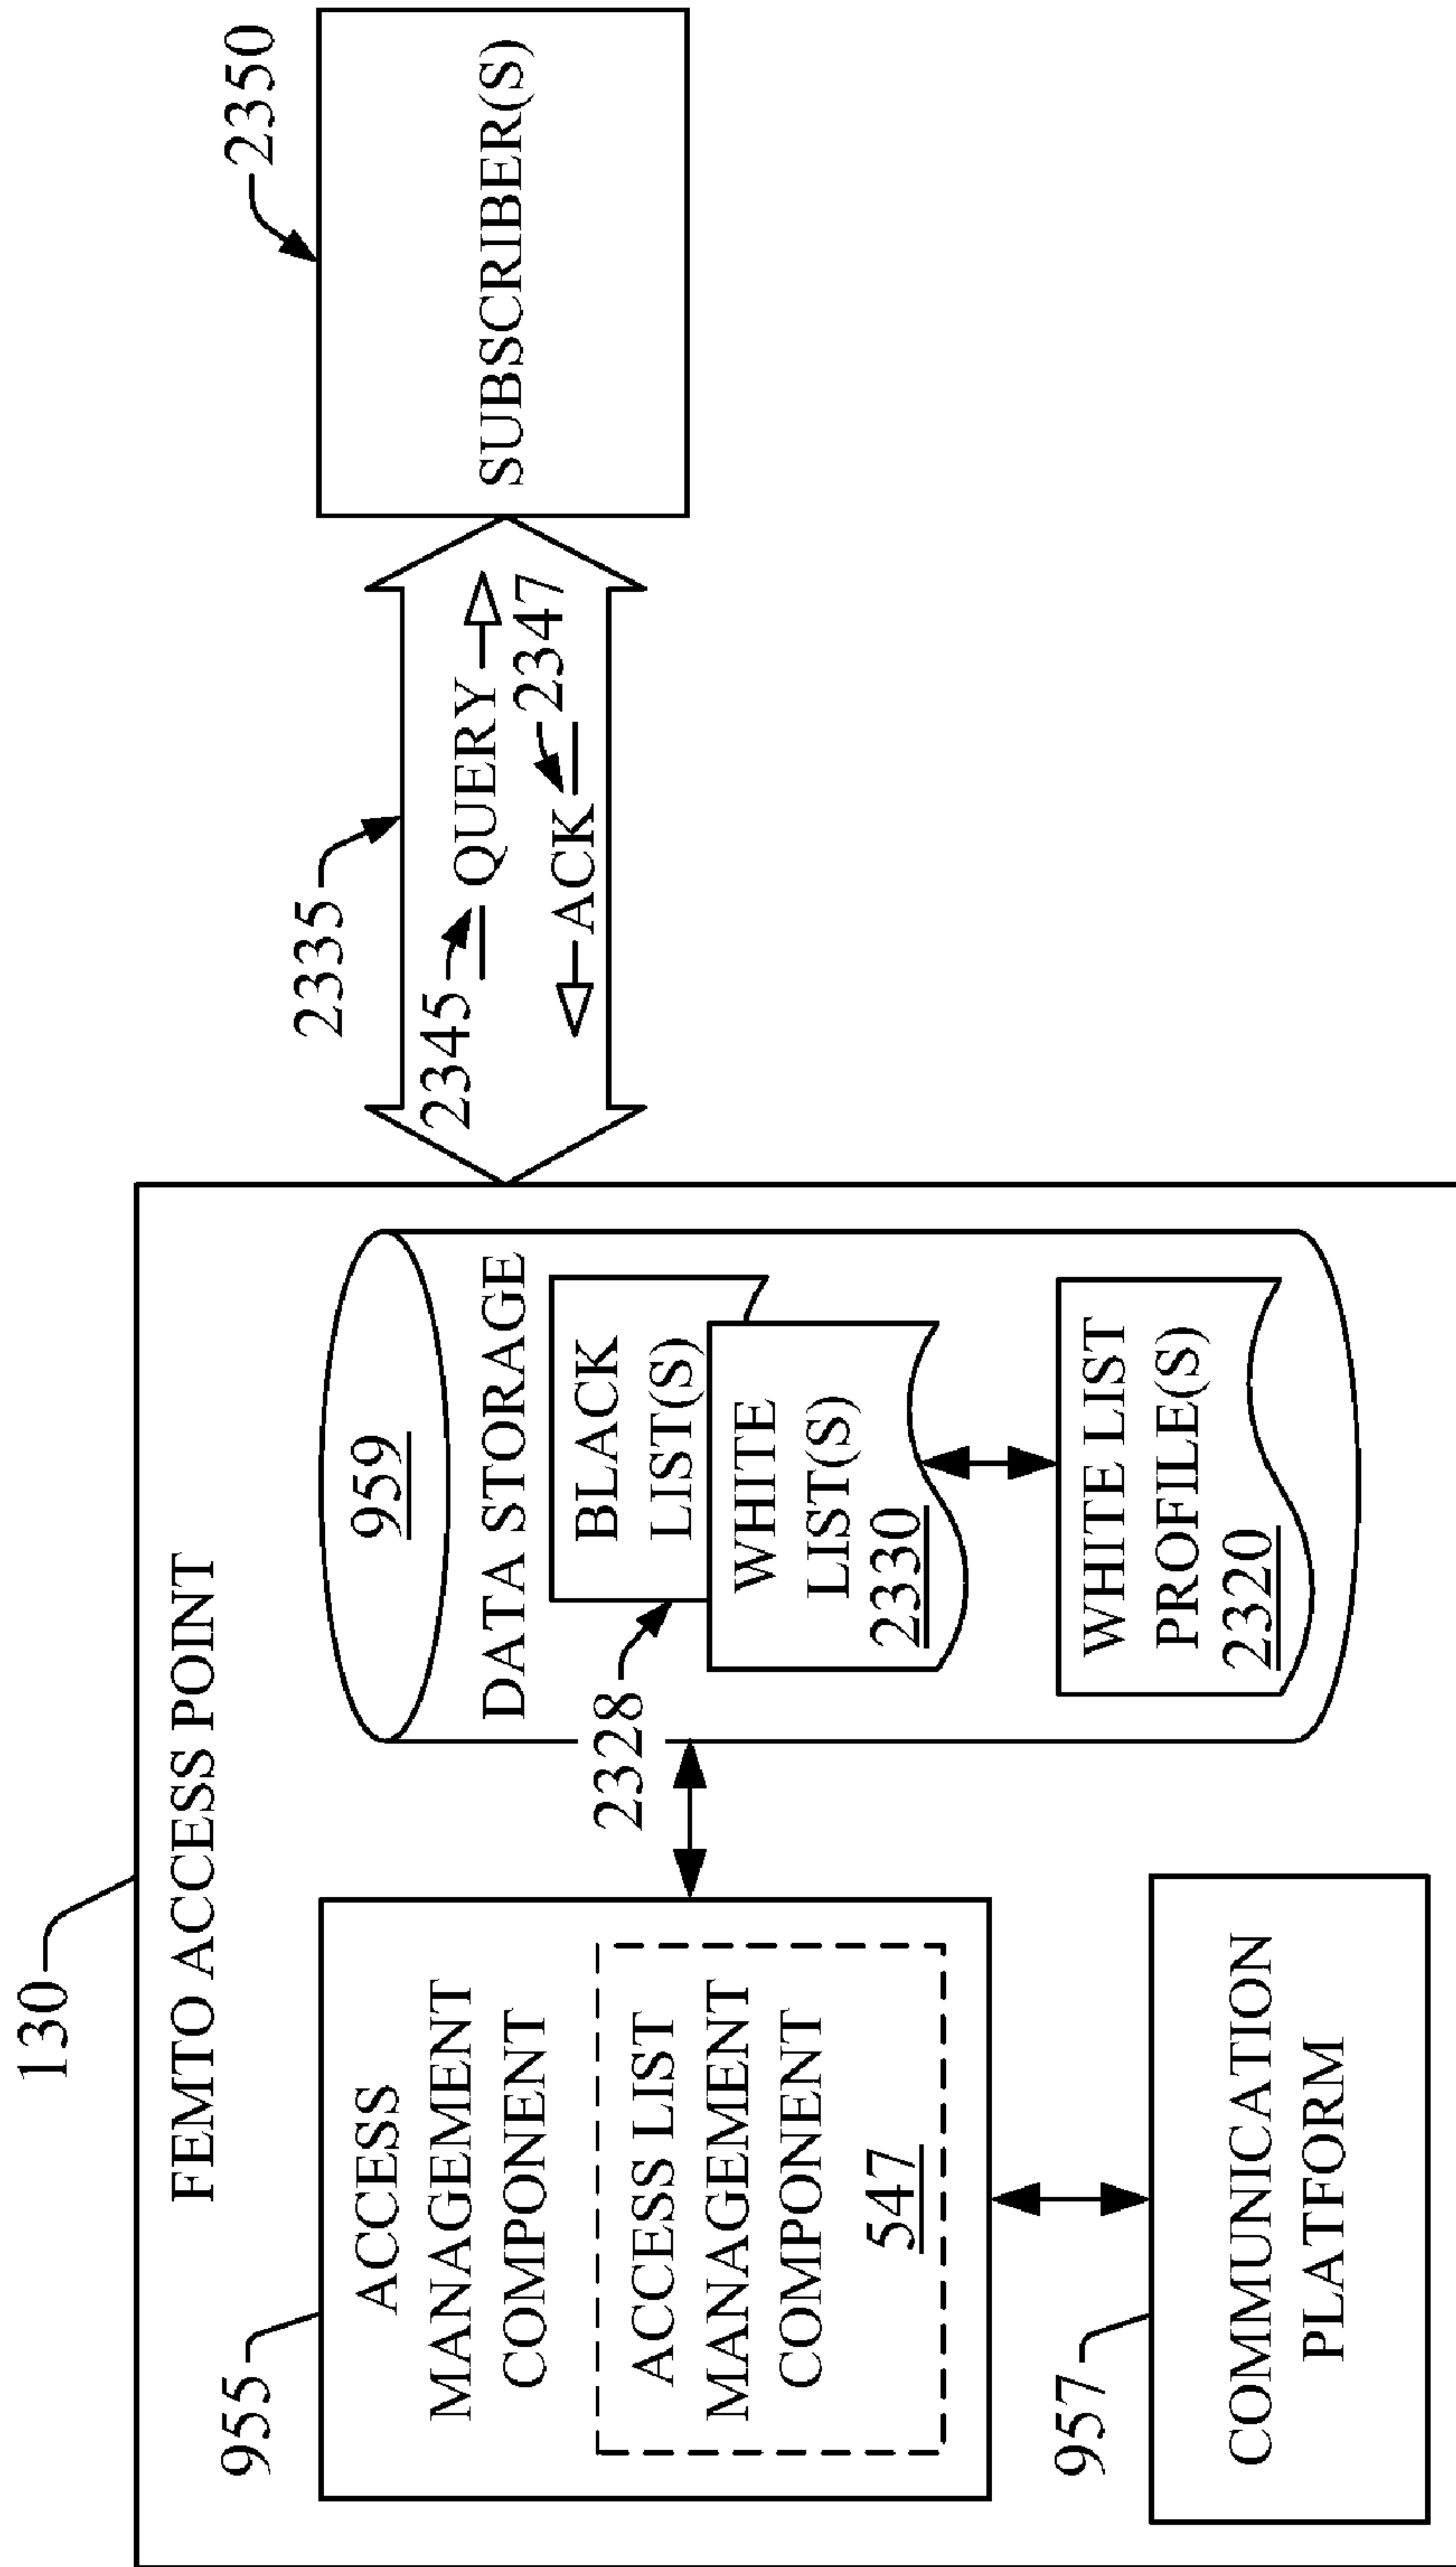 130
FEMTO ACCESS POINT
955
ACCESS
MANAGEMENT
COMPONENT
ACCESS LIST
MANAGEMENT
COMPONENT
547
957
COMMUNICATION
PLATFORM
959
DATA STORAGE
2328
BLACK
LIST(S)
WHITE
LIST(S)
2330
WHITE LIST
PROFILE(S)
2320
2335
2345
QUERY
ACK
2347
2350
SUBSCRIBER(S)